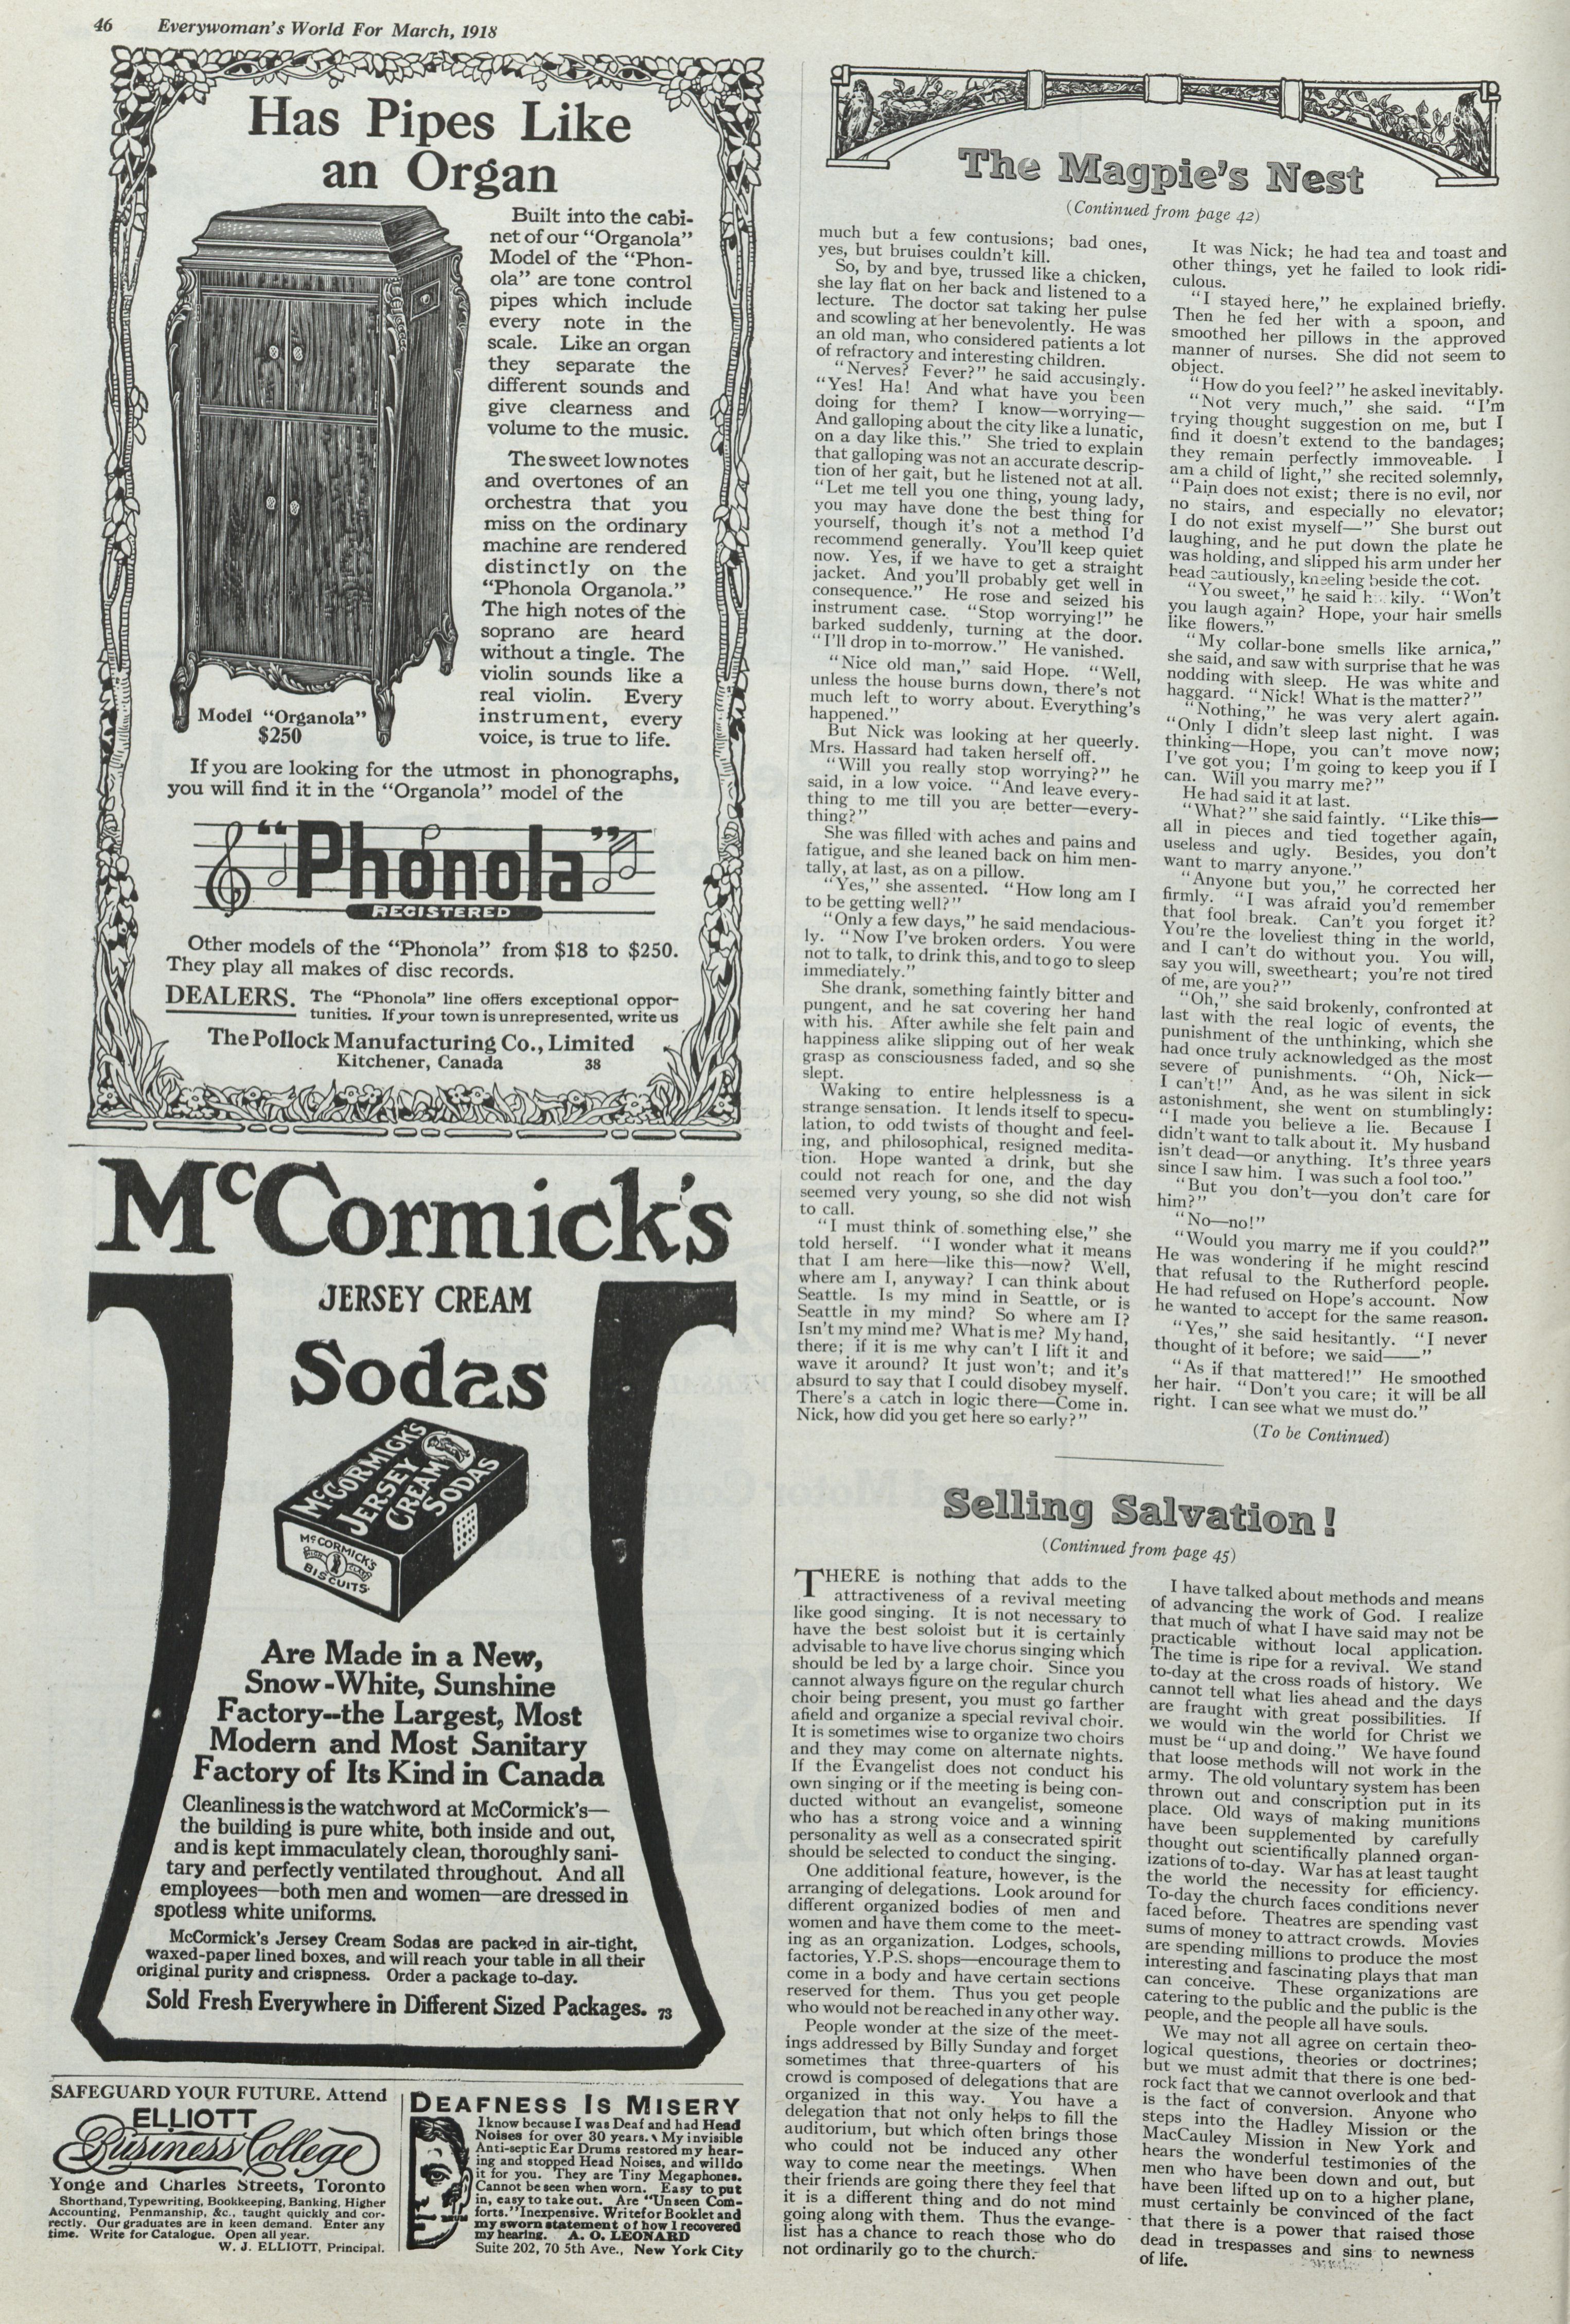 46 Everywoman's World For March, 1918
Has Pipes Like
an Organ
Built into the cabi-
net of our "Organola"
Model of the "Phon-
ola" are tone control
pipes which include
every note in the
scale. Like an organ
they separate the
different sounds and
give clearness and
volume to the music.
The sweet low notes
and overtones of an
orchestra that you
miss on the ordinary
machine are rendered
distinctly on the
"Phonola Organola."
The high notes of the
soprano are heard
without a tingle. The
violin sounds like a
real violin. Every
instrument, every
voice, is true to life.
Model "Organola"
$250
If you are looking for the utmost in phonographs,
you will find it in the "Organola" model of the
"Phonola"
REGISTERED
Other models of the "Phonola" from $18 to $250.
They play all makes of disc records.
DEALERS. The "Phonola" line offers exceptional oppor-
tunities. If your town is unrepresented, write us
The Pollock Manufacturing Co., Limited
Kitchener, Canada 38
McCormick's
JERSEY CREAM
Sodas
McCORMICK'S
JERSEY
CREAM
SODAS
McCORMICK'S
BISCUITS
Are Made in a New,
Snow-White, Sunshine
Factory--the Largest, Most
Modern and Most Sanitary
Factory of Its Kind in Canada
Cleanliness is the watchword at McCormick's—
the building is pure white, both inside and out,
and is kept immaculately clean, thoroughly sani-
tary and perfectly ventilated throughout. And all
employees—both men and women—are dressed in
spotless white uniforms.
McCormick's Jersey Cream Sodas are packed in air-tight,
waxed-paper lined boxes, and will reach your table in all their
original purity and crispness. Order a package to-day.
Sold Fresh Everywhere in Different Sized Packages. 73
SAFEGUARD YOUR FUTURE. Attend
ELLIOTT
Business College
Yonge and Charles Streets, Toronto
Shorthand, Typewriting, Bookkeeping, Banking, Higher
Accounting, Penmanship, &c., taught quickly and cor-
rectly. Our graduates are in keen demand. Enter any
time. Write for Catalogue. Open all year.
W. J. ELLIOTT, Principal.
DEAFNESS IS MISERY
I know because I was Deaf and had Head
Noises for over 30 years. My invisible
Anti-septic Ear Drums restored my hear-
ing and stopped Head Noises, and will do
it for you. They are Tiny Megaphones.
Cannot be seen when worn. Easy to put
in, easy to take out. Are "Unseen Com-
forts." Inexpensive. Write for Booklet and
my sworn statement of how I recovered
my hearing. A. O. LEONARD
Suite 202, 70 5th Ave., New York City
DRUM
The Magpie's Nest
(Continued from page 42)
much but a few contusions; bad ones,
yes, but bruises couldn't kill.
So, by and bye, trussed like a chicken,
she lay flat on her back and listened to a
lecture. The doctor sat taking her pulse
and scowling at her benevolently. He was
an old man, who considered patients a lot
of refractory and interesting children.
"Nerves? Fever?" he said accusingly.
"Yes! Ha! And what have you been
doing for them? I know—worrying—
And galloping about the city like a lunatic,
on a day like this." She tried to explain
that galloping was not an accurate descrip-
tion of her gait, but he listened not at all.
"Let me tell you one thing, young lady,
you may have done the best thing for
yourself, though it's not a method I'd
recommend generally. You'll keep quiet
now. Yes, if we have to get a straight
jacket. And you'll probably get well in
consequence." He rose and seized his
instrument case. "Stop worrying!" he
barked suddenly, turning at the door.
"I'll drop in to-morrow." He vanished.
"Nice old man," said Hope. "Well,
unless the house burns down, there's not
much left to worry about. Everything's
happened."
But Nick was looking at her queerly.
Mrs. Hassard had taken herself off.
"Will you really stop worrying?" he
said, in a low voice. "And leave every-
thing to me till you are better—every-
thing?"
She was filled with aches and pains and
fatigue, and she leaned back on him men-
tally, at last, as on a pillow.
"Yes," she assented. "How long am I
to be getting well?"
"Only a few days," he said mendacious-
ly. "Now I've broken orders. You were
not to talk, to drink this, and to go to sleep
immediately."
She drank, something faintly bitter and
pungent, and he sat covering her hand
with his. After awhile she felt pain and
happiness alike slipping out of her weak
grasp as consciousness faded, and so she
slept.
Waking to entire helplessness is a
strange sensation. It lends itself to specu-
lation, to odd twists of thought and feel-
ing, and philosophical, resigned medita-
tion. Hope wanted a drink, but she
could not reach for one, and the day
seemed very young, so she did not wish
to call.
"I must think of something else," she
told herself. "I wonder what it means
that I am here—like this—now? Well,
where am I, anyway? I can think about
Seattle. Is my mind in Seattle, or is
Seattle in my mind? So where am I?
Isn't my mind me? What is me? My hand,
there; if it is me why can't I lift it and
wave it around? It just won't; and it's
absurd to say that I could disobey myself.
There's a catch in logic there—Come in.
Nick, how did you get here so early?"
It was Nick; he had tea and toast and
other things, yet he failed to look ridi-
culous.
"I stayed here," he explained briefly.
Then he fed her with a spoon, and
smoothed her pillows in the approved
manner of nurses. She did not seem to
object.
"How do you feel?" he asked inevitably.
"Not very much," she said. "I'm
trying thought suggestion on me, but I
find it doesn't extend to the bandages;
they remain perfectly immoveable. I
am a child of light," she recited solemnly,
"Pain does not exist; there is no evil, nor
no stairs, and especially no elevator;
I do not exist myself—" She burst out
laughing, and he put down the plate he
was holding, and slipped his arm under her
head cautiously, kneeling beside the cot.
"You sweet," he said h kily. "Won't
you laugh again? Hope, your hair smells
like flowers."
"My collar-bone smells like arnica,"
she said, and saw with surprise that he was
nodding with sleep. He was white and
haggard. "Nick! What is the matter?"
"Nothing," he was very alert again.
"Only I didn't sleep last night. I was
thinking—Hope, you can't move now;
I've got you; I'm going to keep you if I
can. Will you marry me?"
He had said it at last.
"What?" she said faintly. "Like this—
all in pieces and tied together again,
useless and ugly. Besides, you don't
want to marry anyone."
"Anyone but you," he corrected her
firmly. "I was afraid you'd remember
that fool break. Can't you forget it?
You're the loveliest thing in the world,
and I can't do without you. You will,
say you will, sweetheart; you're not tired
of me, are you?"
"Oh," she said brokenly, confronted at
last with the real logic of events, the
punishment of the unthinking, which she
had once truly acknowledged as the most
severe of punishments. "Oh, Nick—
I can't!" And, as he was silent in sick
astonishment, she went on stumblingly:
"I made you believe a lie. Because I
didn't want to talk about it. My husband
isn't dead—or anything. It's three years
since I saw him. I was such a fool too."
"But you don't—you don't care for
him?"
"No—no!"
"Would you marry me if you could?"
He was wondering if he might rescind
that refusal to the Rutherford people.
He had refused on Hope's account. Now
he wanted to accept for the same reason.
"Yes," she said hesitantly. "I never
thought of it before; we said——"
"As if that mattered!" He smoothed
her hair. "Don't you care; it will be all
right. I can see what we must do."
(To be Continued)
Selling Salvation!
(Continued from page 45)
THERE is nothing that adds to the
attractiveness of a revival meeting
like good singing. It is not necessary to
have the best soloist but it is certainly
advisable to have live chorus singing which
should be led by a large choir. Since you
cannot always figure on the regular church
choir being present, you must go farther
afield and organize a special revival choir.
It is sometimes wise to organize two choirs
and they may come on alternate nights.
If the Evangelist does not conduct his
own singing or if the meeting is being con-
ducted without an evangelist, someone
who has a strong voice and a winning
personality as well as a consecrated spirit
should be selected to conduct the singing.
One additional feature, however, is the
arranging of delegations. Look around for
different organized bodies of men and
women and have them come to the meet-
ing as an organization. Lodges, schools,
factories, Y.P.S. shops—encourage them to
come in a body and have certain sections
reserved for them. Thus you get people
who would not be reached in any other way.
People wonder at the size of the meet-
ings addressed by Billy Sunday and forget
sometimes that three-quarters of his
crowd is composed of delegations that are
organized in this way. You have a
delegation that not only helps to fill the
auditorium, but which often brings those
who could not be induced any other
way to come near the meetings. When
their friends are going there they feel that
it is a different thing and do not mind
going along with them. Thus the evange-
list has a chance to reach those who do
not ordinarily go to the church.
I have talked about methods and means
of advancing the work of God. I realize
that much of what I have said may not be
practicable without local application.
The time is ripe for a revival. We stand
to-day at the cross roads of history. We
cannot tell what lies ahead and the days
are fraught with great possibilities. If
we would win the world for Christ we
must be "up and doing." We have found
that loose methods will not work in the
army. The old voluntary system has been
thrown out and conscription put in its
place. Old ways of making munitions
have been supplemented by carefully
thought out scientifically planned organ-
izations of to-day. War has at least taught
the world the necessity for efficiency.
To-day the church faces conditions never
faced before. Theatres are spending vast
sums of money to attract crowds. Movies
are spending millions to produce the most
interesting and fascinating plays that man
can conceive. These organizations are
catering to the public and the public is the
people, and the people all have souls.
We may not all agree on certain theo-
logical questions, theories or doctrines;
but we must admit that there is one bed-
rock fact that we cannot overlook and that
is the fact of conversion. Anyone who
steps into the Hadley Mission or the
MacCauley Mission in New York and
hears the wonderful testimonies of the
men who have been down and out, but
have been lifted up on to a higher plane,
must certainly be convinced of the fact
that there is a power that raised those
dead in trespasses and sins to newness
of life.